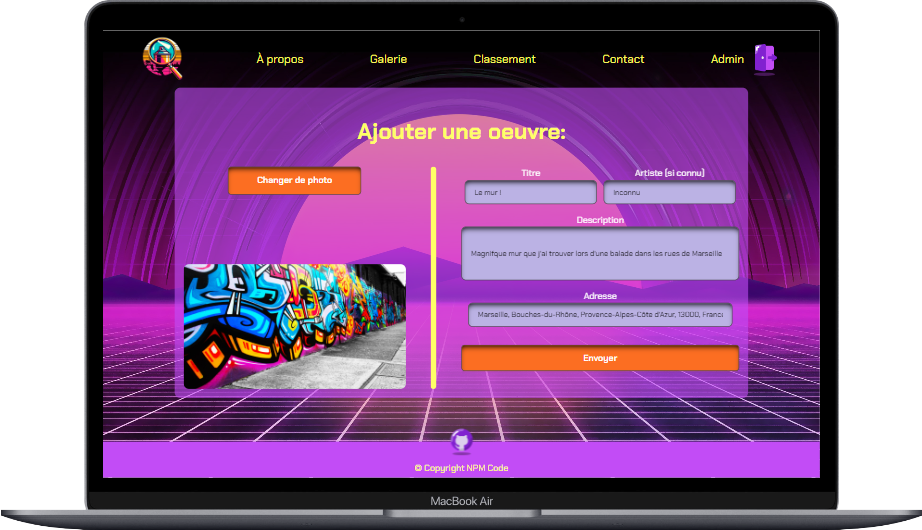 À propos
Galerie
Classement
Contact
Admin
Ajouter une oeuvre:
Changer de photo
Titre
Artiste (si connu)
Le mur !
Inconnu
Description
Magnifique mur que j'ai trouver lors d'une balade dans les rues de Marseille
Adresse
Marseille, Bouches-du-Rhône, Provence-Alpes-Côte d'Azur, 13000, Franc
Envoyer
© Copyright NPM Code
MacBook Air